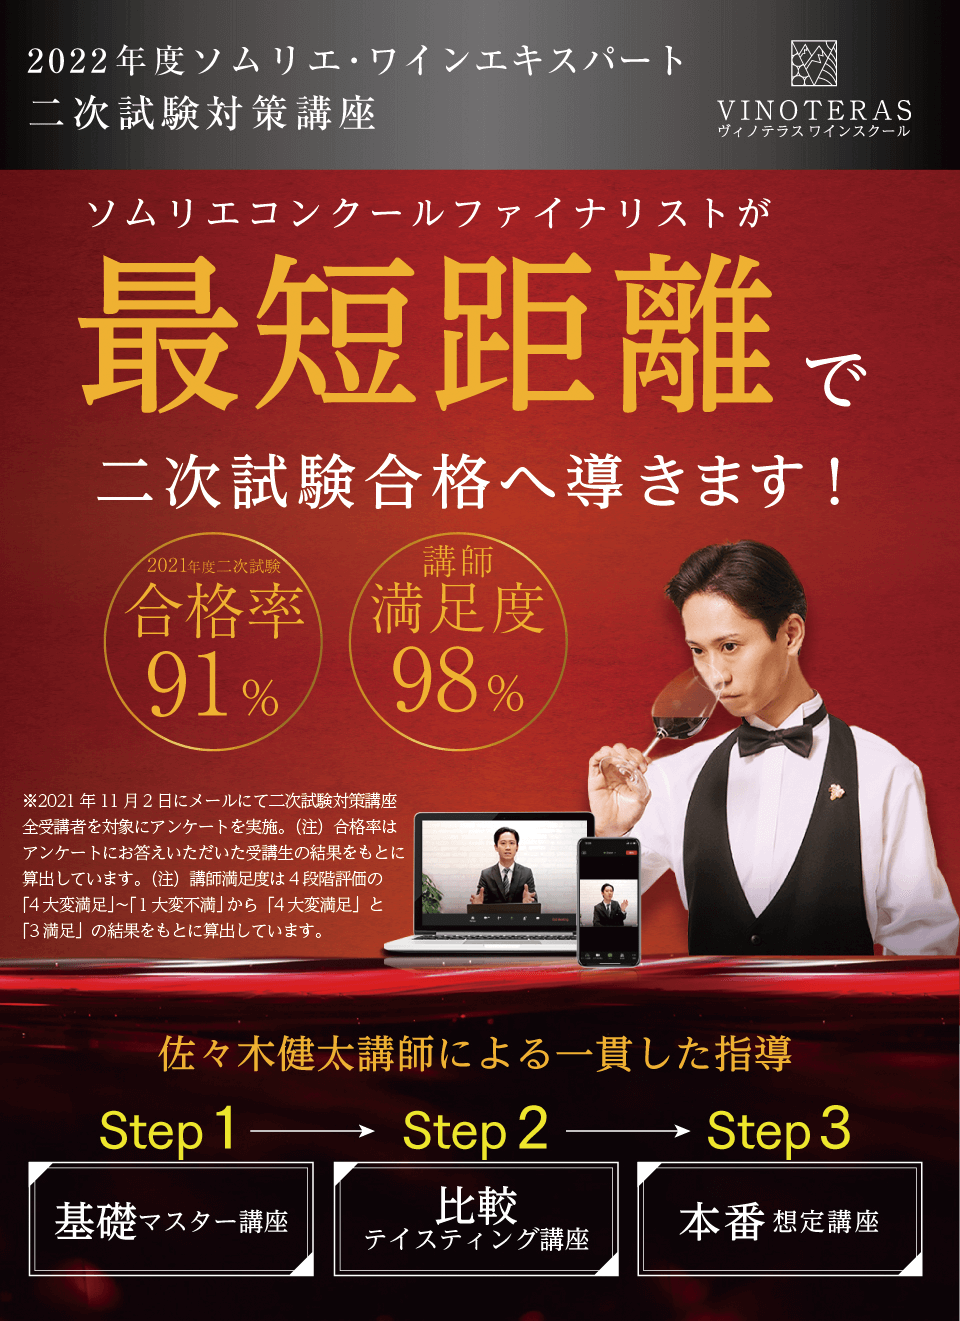 2022年度ソムリエ・ワインエキスパート
二次試験対策講座
VINOTERAS
ヴィノテラス ワインスクール
ソムリエコンクールファイナリストが
最短距離で
二次試験合格へ導きます！
2021年度二次試験
合格率
91%
講師
満足度
98%
※2021年11月2日にメールにて二次試験対策講座
全受講者を対象にアンケートを実施。（注）合格率は
アンケートにお答えいただいた受講生の結果をもとに
算出しています。（注）講師満足度は４段階評価の
「4 大変満足」〜「1 大変不満」から「4 大変満足」と
「3 満足」の結果をもとに算出しています。
佐々木健太講師による一貫した指導
Step 1
Step 2
Step 3
基礎マスター講座
比較
テイスティング講座
本番想定講座